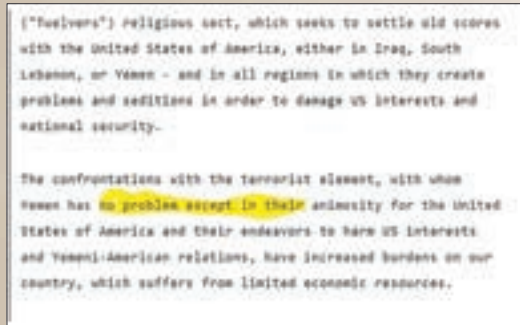 ("Twelvers") religious sect, which seeks to settle old scores
with the United States of America, either in Iraq, South
Lebanon, or Yemen - and in all regions in which they create
problems and seditions in order to damage US interests and
national security.
The confrontations with the terrorist element, with whom
Yemen has no problem except in their animosity for the United
States of America and their endeavors to harm US interests
and Yemeni-American relations, have increased burdens on our
country, which suffers from limited economic resources.